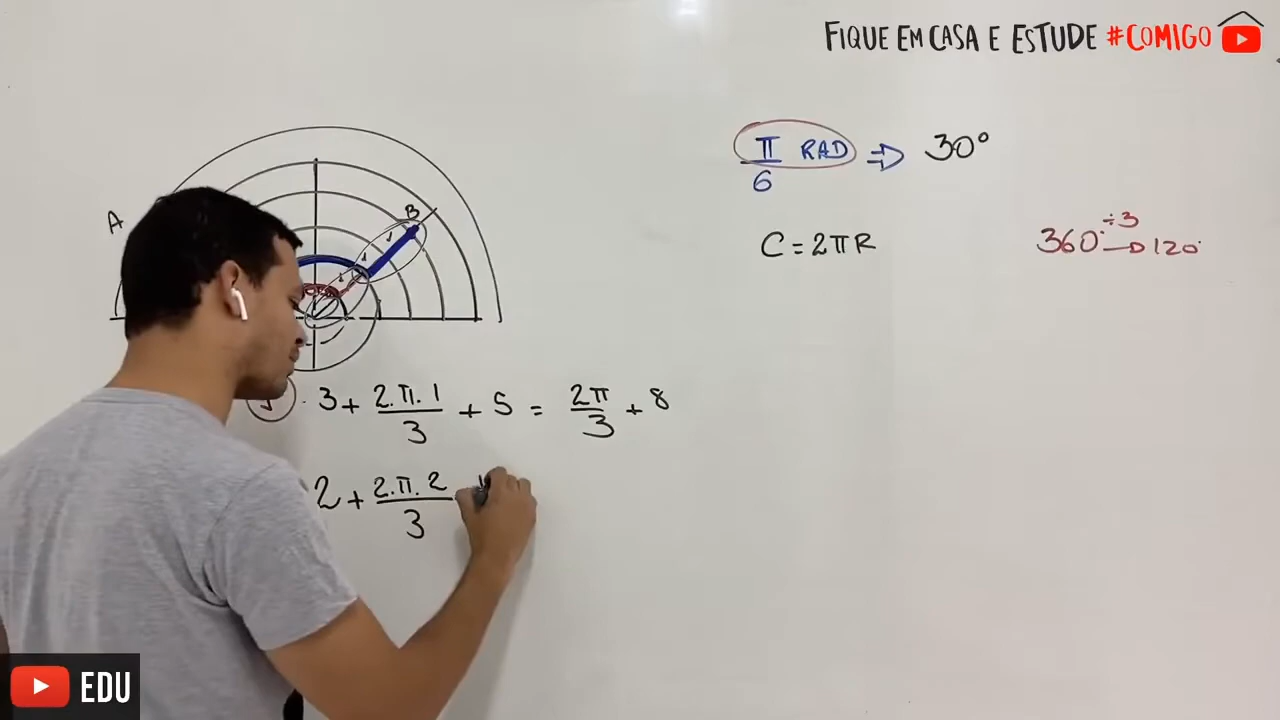 FIQUE EM CASA E ESTUDE #COMIGO
π/6 RAD ⇒ 30°
C = 2πR
360° ÷3 → 120°
A
B
· 3 + 2.π.1/3 + 5 = 2π/3 + 8
· 2 + 2.π.2/3
EDU